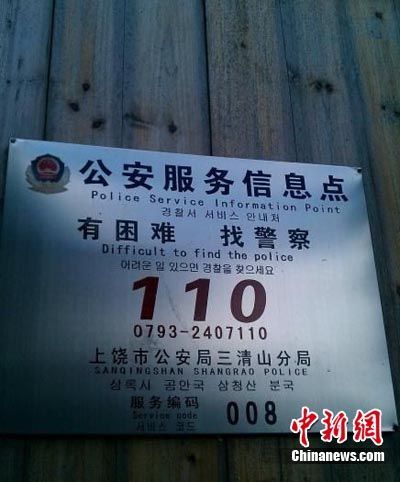 公安服务信息点
Police Service Information Point
경찰서 서비스 안내처
有困难 找警察
Difficult to find the police
어려운 일 있으면 경찰을 찾으세요
110
0793-2407110
上饶市公安局三清山分局
SANQINGSHAN SHANGRAO POLICE
상록시 공안국 삼청산 분국
服务编码
Service code
서비스 코드
008
中新网
Chinanews.com